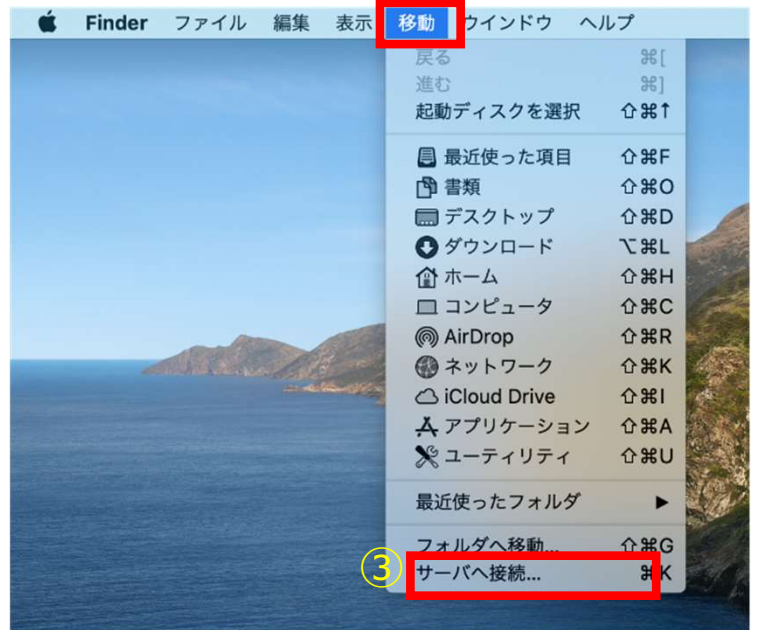 Finder ファイル 編集 表示 移動 ウインドウ ヘルプ
戻る ⌘[
進む ⌘]
起動ディスクを選択 ⇧⌘↑
最近使った項目 ⇧⌘F
書類 ⇧⌘O
デスクトップ ⇧⌘D
ダウンロード ⌥⌘L
ホーム ⇧⌘H
コンピュータ ⇧⌘C
AirDrop ⇧⌘R
ネットワーク ⇧⌘K
iCloud Drive ⇧⌘I
アプリケーション ⇧⌘A
ユーティリティ ⇧⌘U
最近使ったフォルダ ▶
フォルダへ移動... ⇧⌘G
③ サーバへ接続... ⌘K